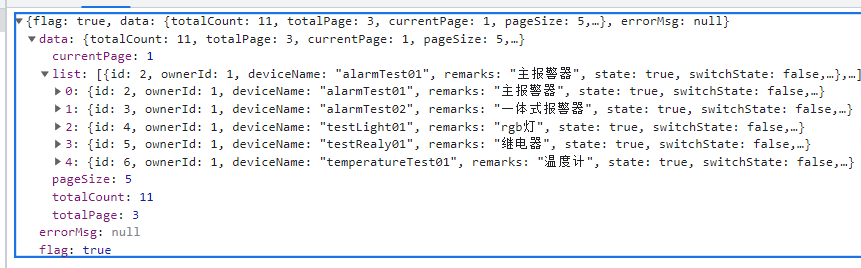 {flag: true, data: {totalCount: 11, totalPage: 3, currentPage: 1, pageSize: 5,…}, errorMsg: null}
data: {totalCount: 11, totalPage: 3, currentPage: 1, pageSize: 5,…}
currentPage: 1
list: [{id: 2, ownerId: 1, deviceName: "alarmTest01", remarks: "主报警器", state: true, switchState: false,…},…]
0: {id: 2, ownerId: 1, deviceName: "alarmTest01", remarks: "主报警器", state: true, switchState: false,…}
1: {id: 3, ownerId: 1, deviceName: "alarmTest02", remarks: "一体式报警器", state: true, switchState: false,…}
2: {id: 4, ownerId: 1, deviceName: "testLight01", remarks: "rgb灯", state: true, switchState: false,…}
3: {id: 5, ownerId: 1, deviceName: "testRealy01", remarks: "继电器", state: true, switchState: false,…}
4: {id: 6, ownerId: 1, deviceName: "temperatureTest01", remarks: "温度计", state: true, switchState: false,…}
pageSize: 5
totalCount: 11
totalPage: 3
errorMsg: null
flag: true